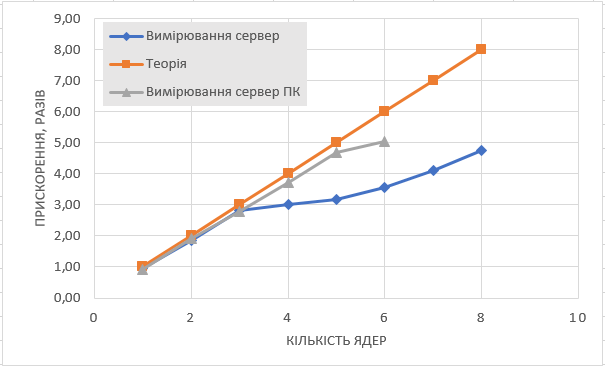 9,00
8,00
7,00
6,00
5,00
4,00
3,00
2,00
1,00
0,00
ПРИСКОРЕННЯ, РАЗІВ
Вимірювання сервер
Теорія
Вимірювання сервер ПК
0 2 4 6 8 10
КІЛЬКІСТЬ ЯДЕР